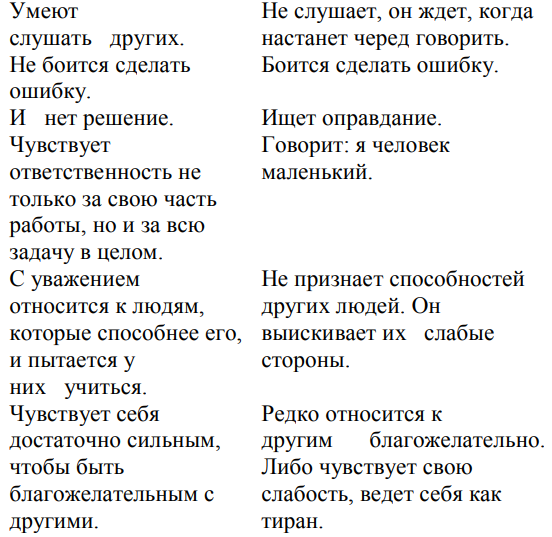 Умеют
слушать других.
Не слушает, он ждет, когда
настанет черед говорить.
Не боится сделать
ошибку.
Боится сделать ошибку.
И нет решение.
Ищет оправдание.
Чувствует
ответственность не
только за свою часть
работы, но и за всю
задачу в целом.
Говорит: я человек
маленький.
С уважением
относится к людям,
которые способнее его,
и пытается у
них учиться.
Не признает способностей
других людей. Он
выискивает их слабые
стороны.
Чувствует себя
достаточно сильным,
чтобы быть
благожелательным с
другими.
Редко относится к
другим благожелательно.
Либо чувствует свою
слабость, ведет себя как
тиран.